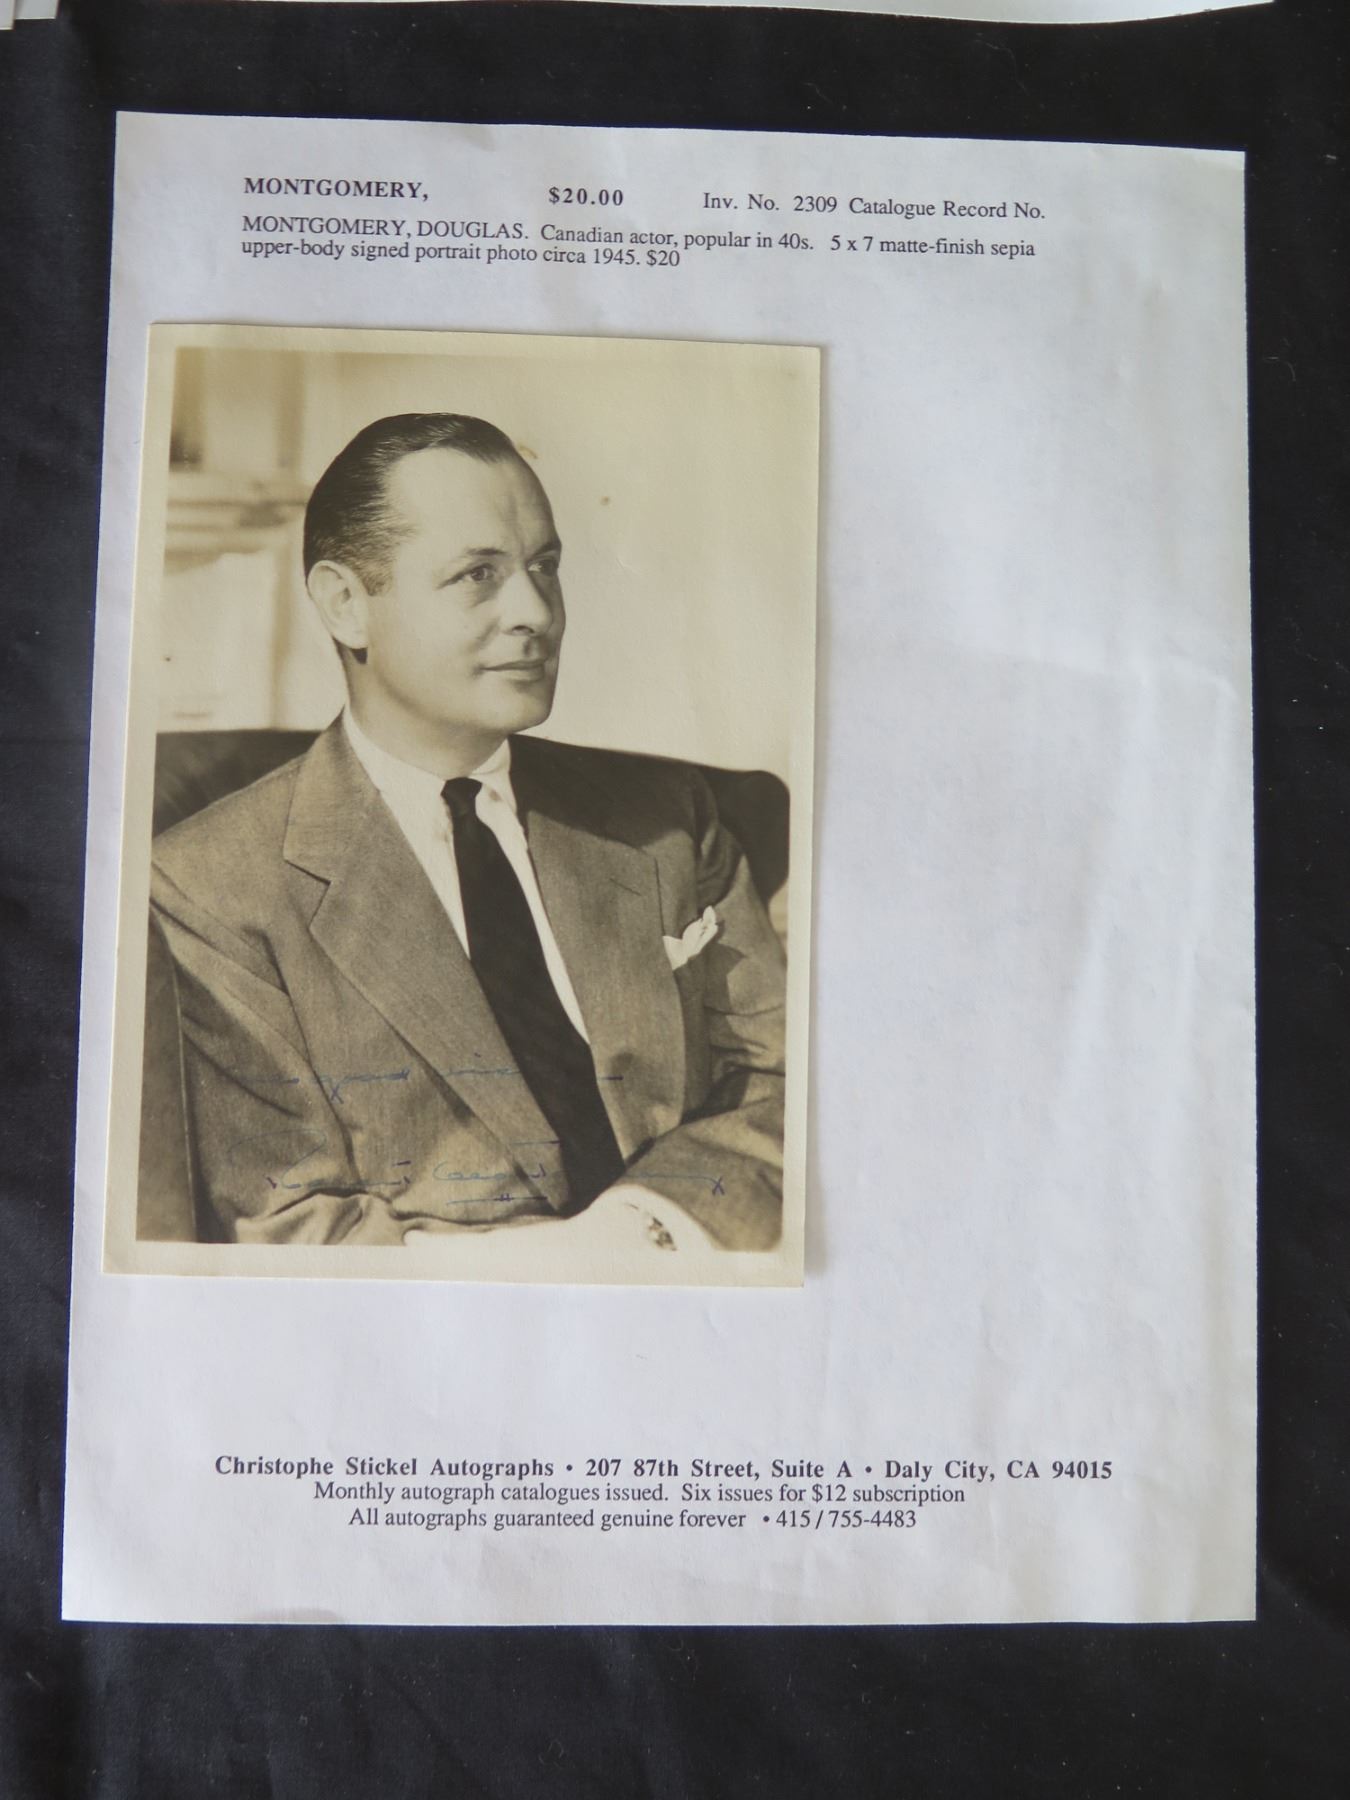 MONTGOMERY, $20.00 Inv. No. 2309 Catalogue Record No.
MONTGOMERY, DOUGLAS. Canadian actor, popular in 40s. 5 x 7 matte-finish sepia
upper-body signed portrait photo circa 1945. $20
good
Robert Montgomery
Christophe Stickel Autographs • 207 87th Street, Suite A • Daly City, CA 94015
Monthly autograph catalogues issued. Six issues for $12 subscription
All autographs guaranteed genuine forever • 415/755-4483